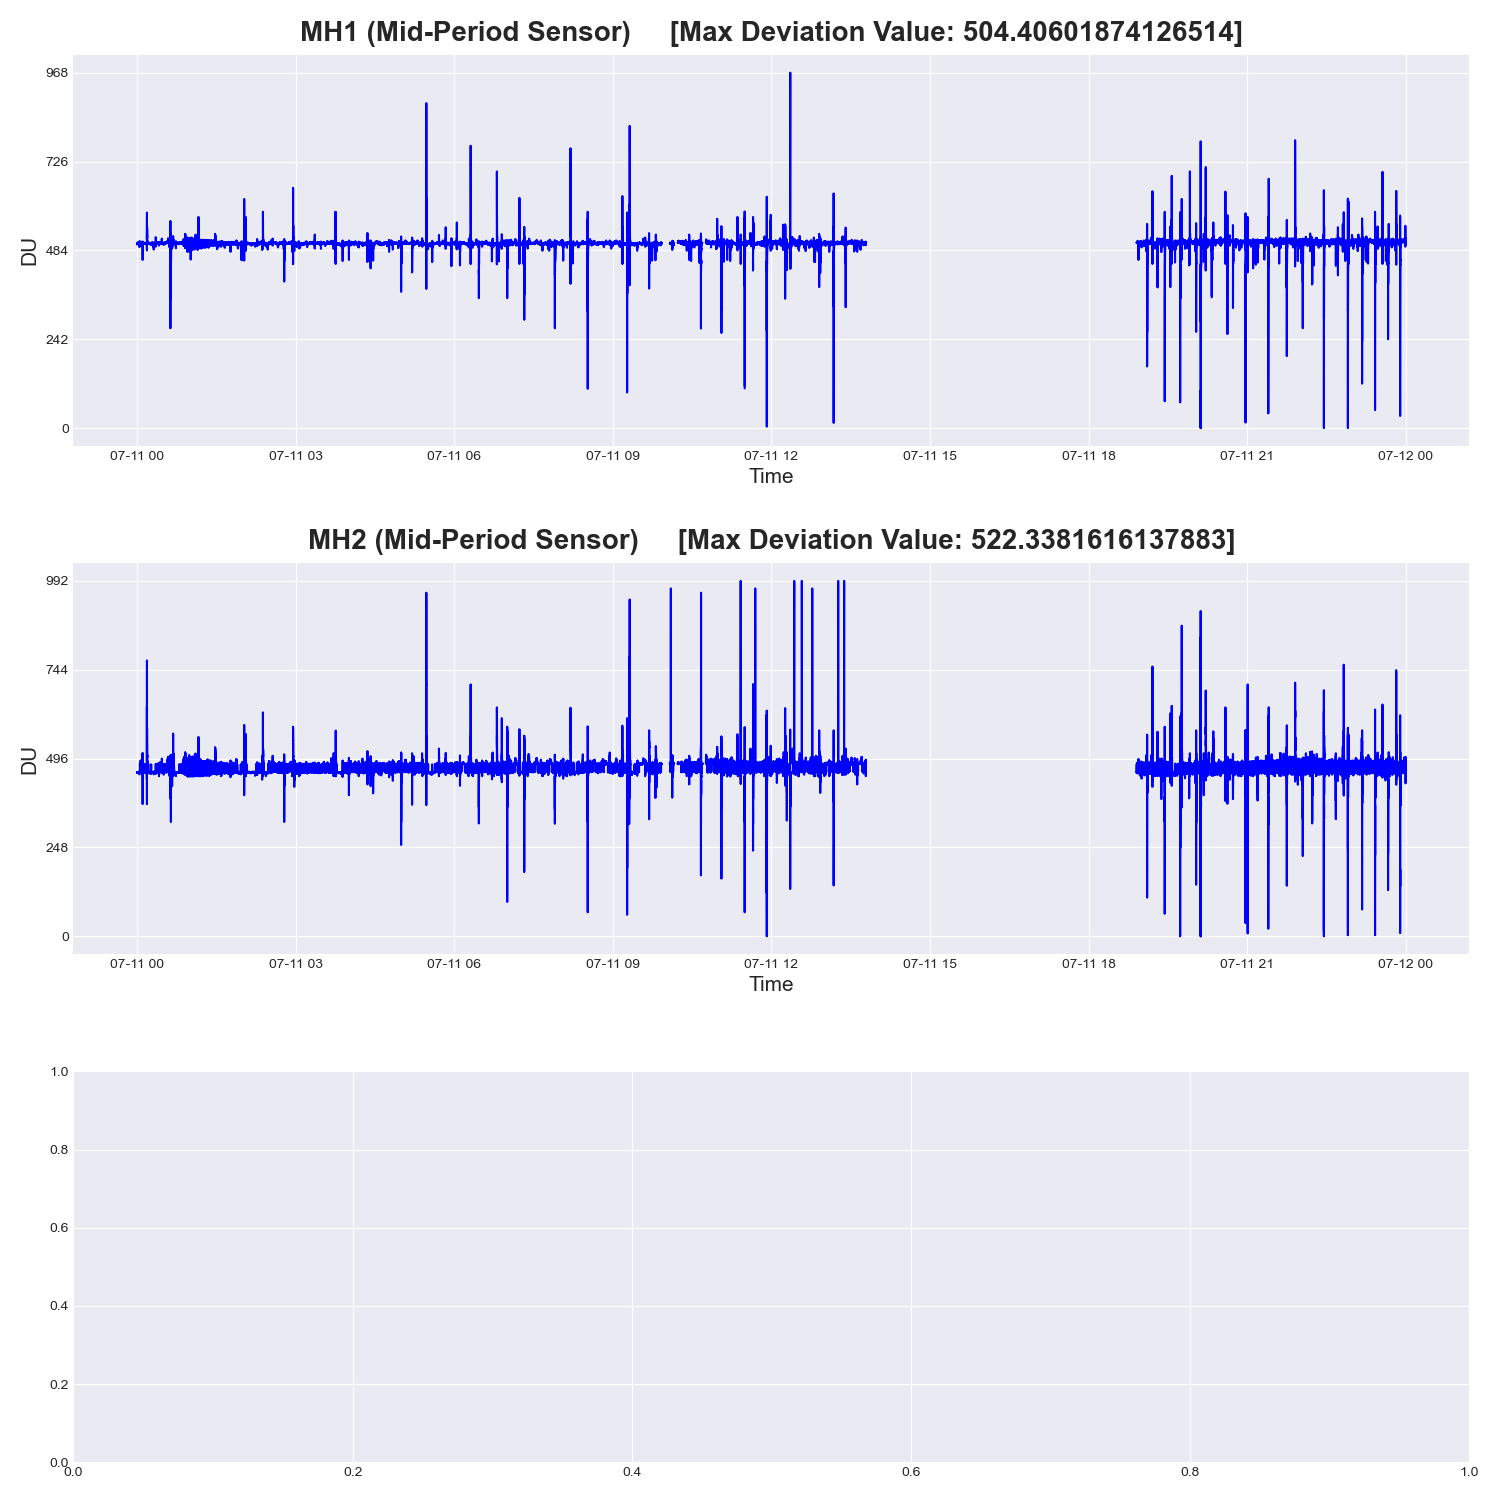 MH1 (Mid-Period Sensor) [Max Deviation Value: 504.40601874126514]
968
726
484
242
0
DU
07-11 00 07-11 03 07-11 06 07-11 09 07-11 12 07-11 15 07-11 18 07-11 21 07-12 00
Time
MH2 (Mid-Period Sensor) [Max Deviation Value: 522.3381616137883]
992
744
496
248
0
DU
07-11 00 07-11 03 07-11 06 07-11 09 07-11 12 07-11 15 07-11 18 07-11 21 07-12 00
Time
1.0
0.8
0.6
0.4
0.2
0.0
0.0 0.2 0.4 0.6 0.8 1.0